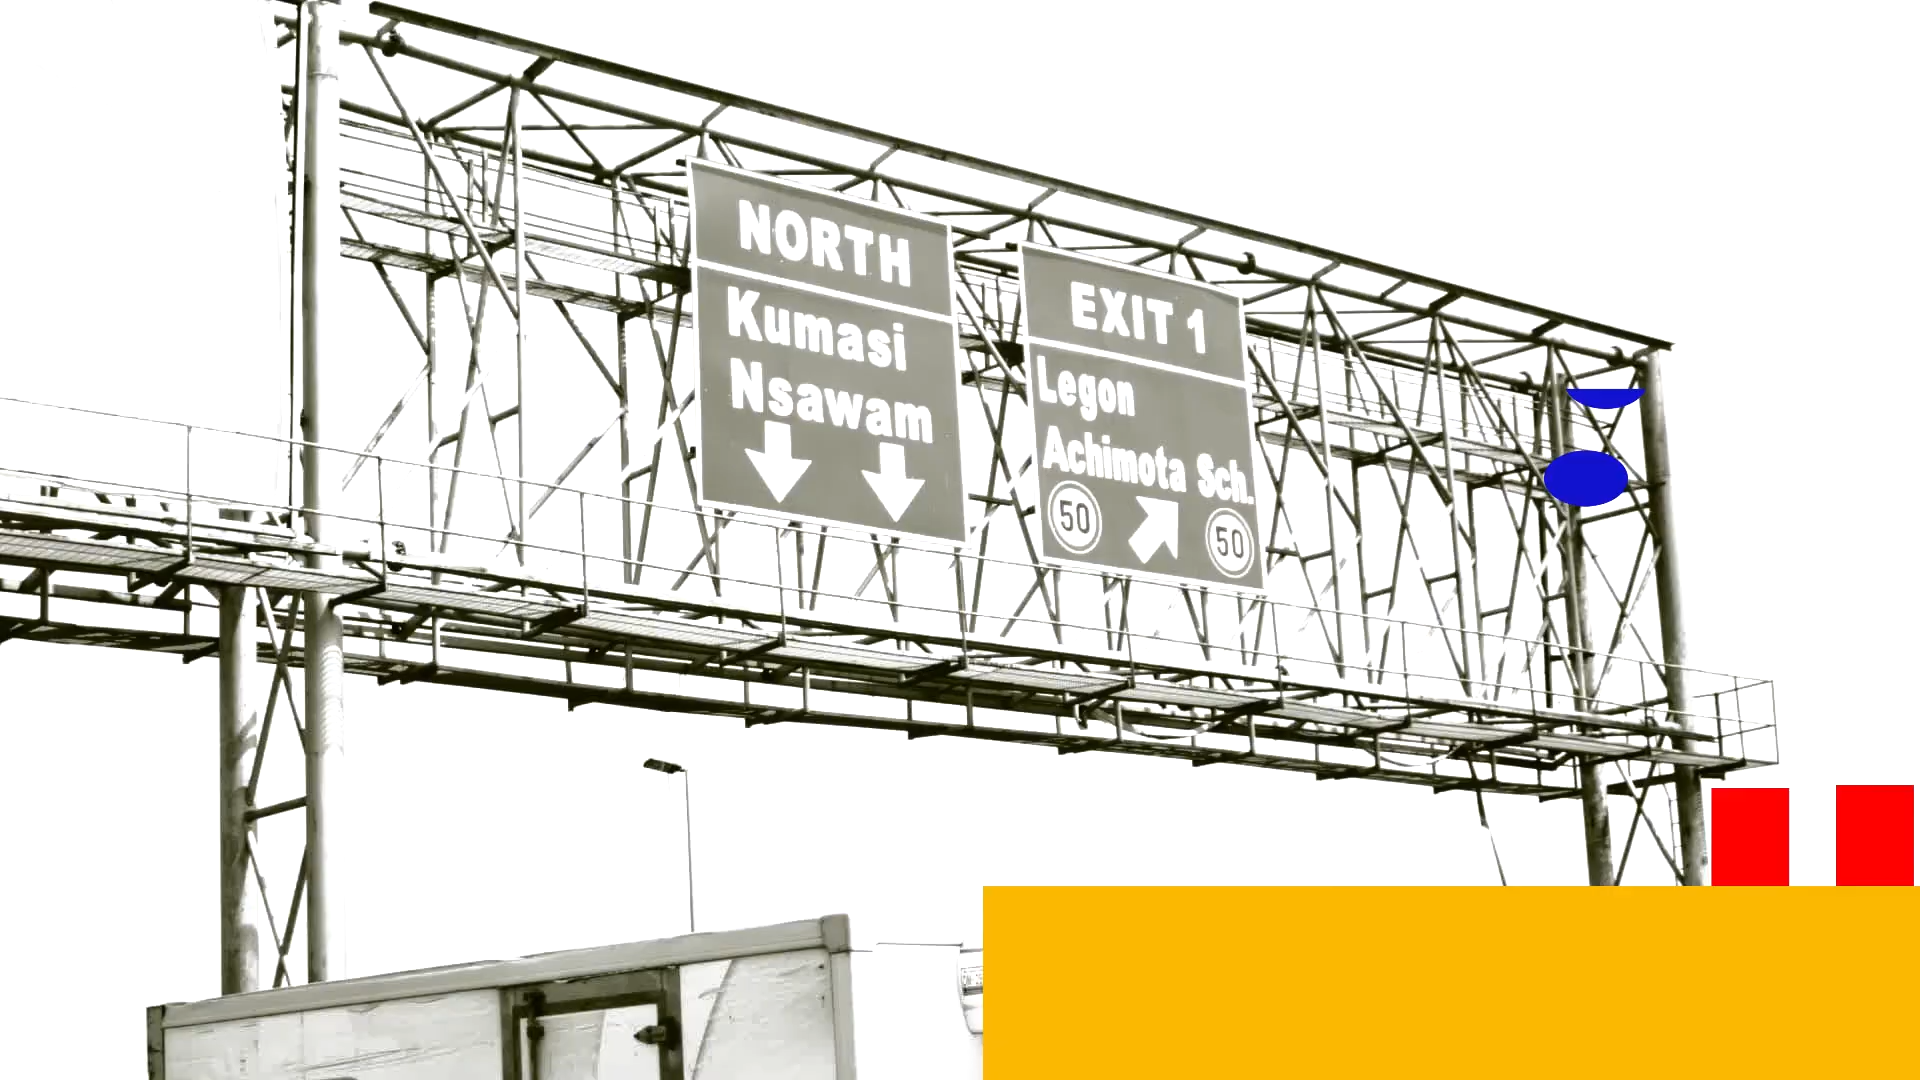 NORTH
Kumasi
Nsawam
EXIT 1
Legon
Achimota Sch.
50
50